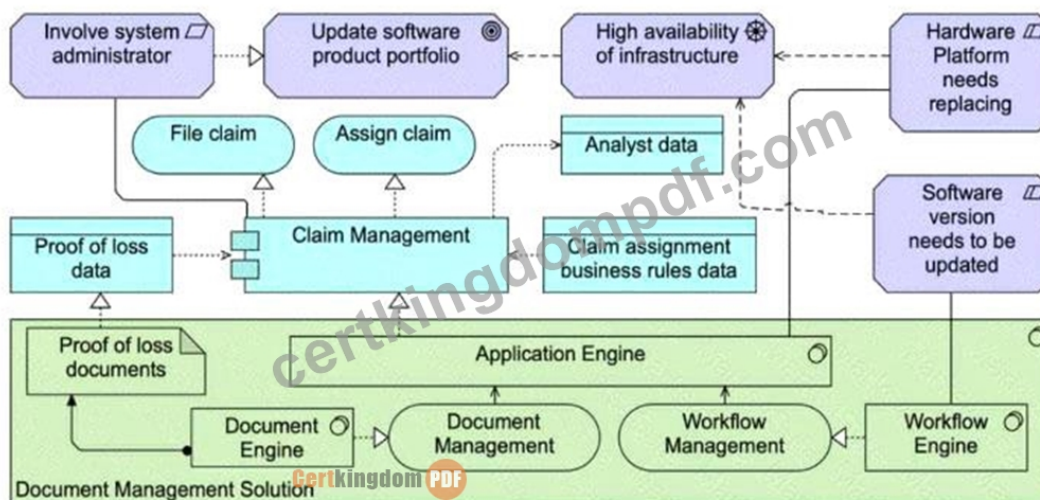 Involve system
administrator
Update software
product portfolio
High availability
of infrastructure
Hardware
Platform
needs
replacing
File claim
Assign claim
Analyst data
Software
version
needs to be
updated
Proof of loss
data
Claim Management
Claim assignment
business rules data
Proof of loss
documents
Application Engine
Document
Engine
Document
Management
Workflow
Management
Workflow
Engine
Document Management Solution
certkingdompdf.com
Certkingdom PDF